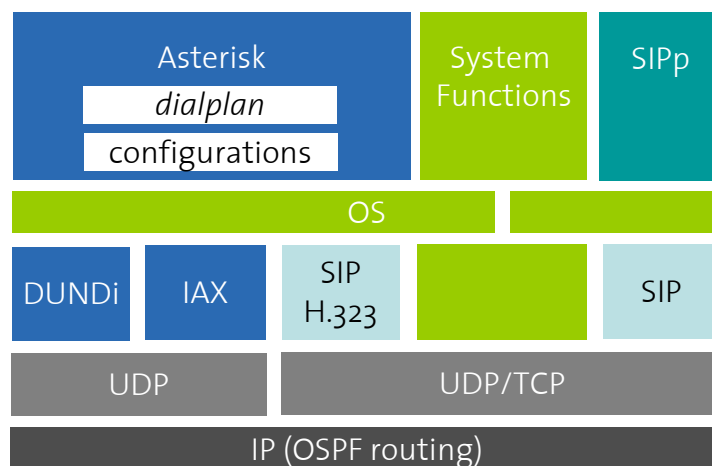 Asterisk
dialplan
configurations
System
Functions
SIPp
OS
DUNDi
IAX
SIP
H.323
SIP
UDP
UDP/TCP
IP (OSPF routing)